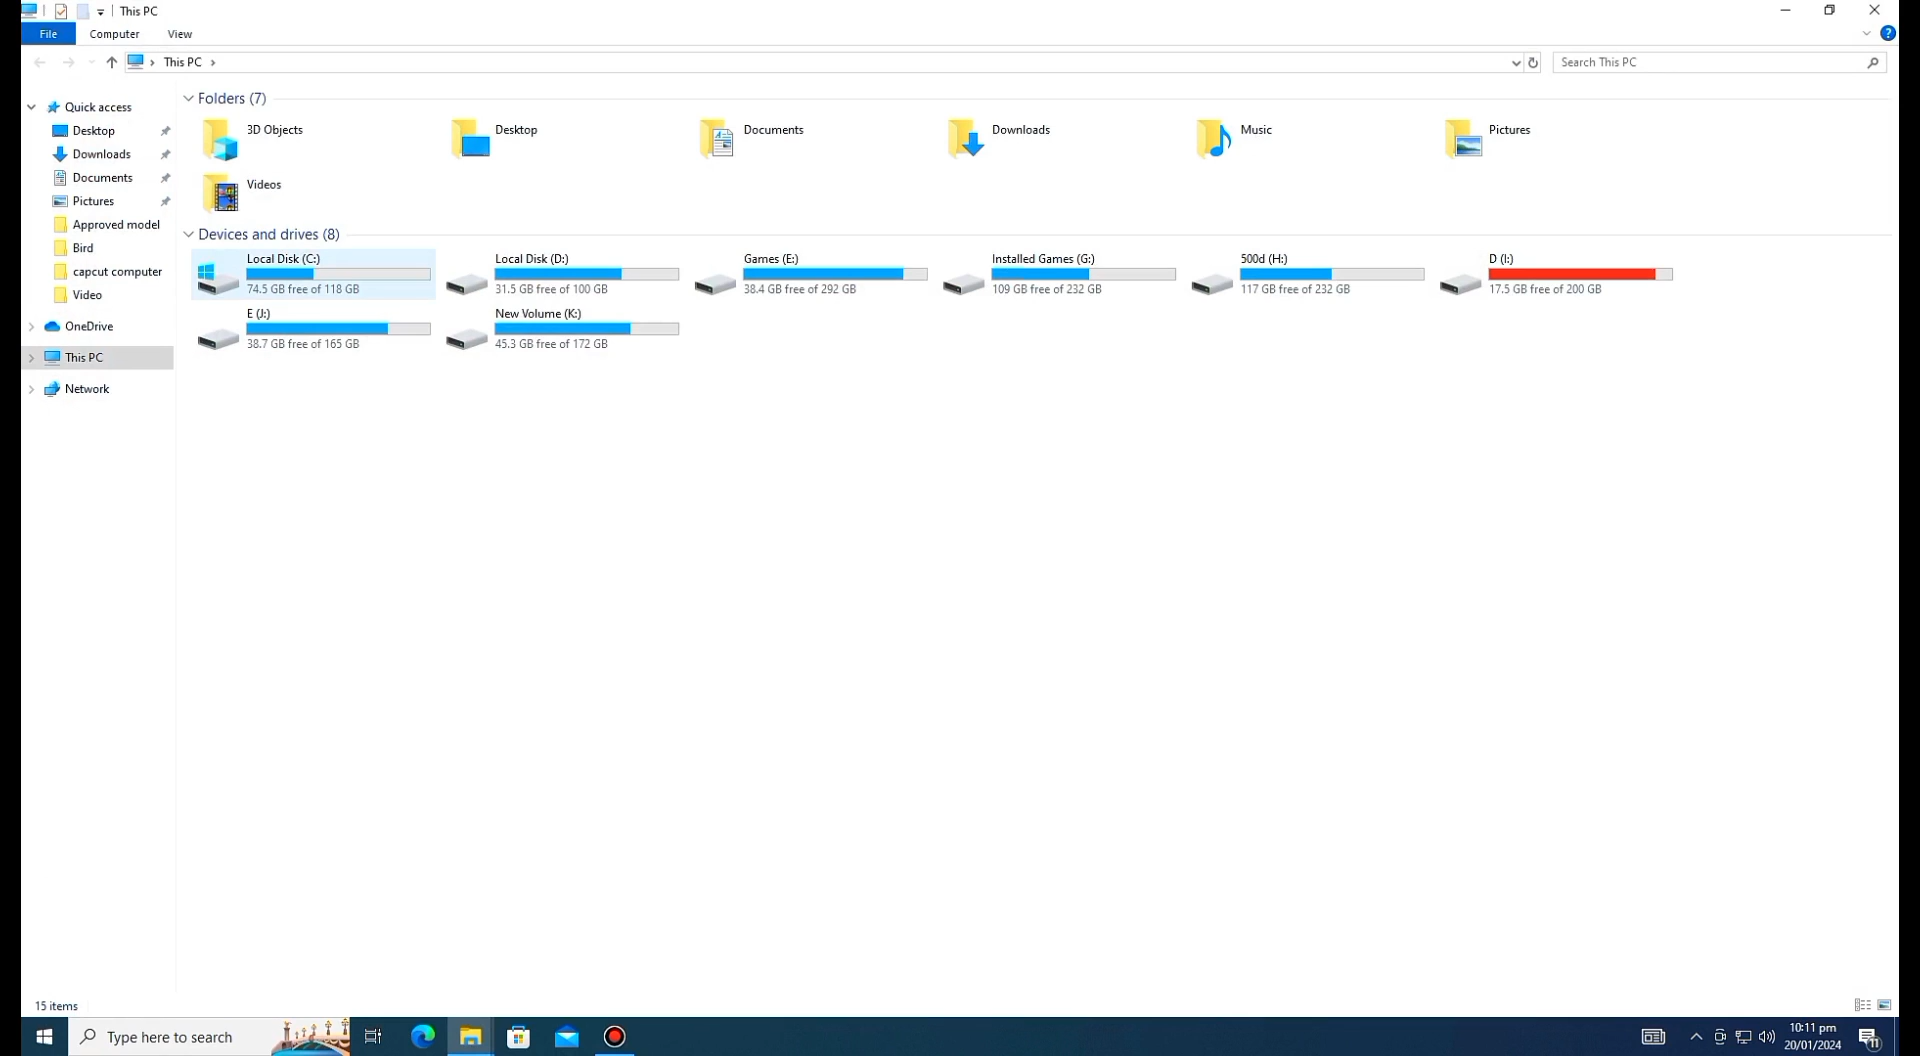 This PC
File Computer View
This PC
Search This PC
Quick access
Desktop
Downloads
Documents
Pictures
Approved model
Bird
capcut computer
Video
OneDrive
This PC
Network
Folders (7)
3D Objects
Desktop
Documents
Downloads
Music
Pictures
Videos
Devices and drives (8)
Local Disk (C:)
74.5 GB free of 118 GB
Local Disk (D:)
31.5 GB free of 100 GB
Games (E:)
38.4 GB free of 292 GB
Installed Games (G:)
109 GB free of 232 GB
500d (H:)
117 GB free of 232 GB
D (I:)
17.5 GB free of 200 GB
E (J:)
38.7 GB free of 165 GB
New Volume (K:)
45.3 GB free of 172 GB
15 items
Type here to search
10:11 pm
20/01/2024
11